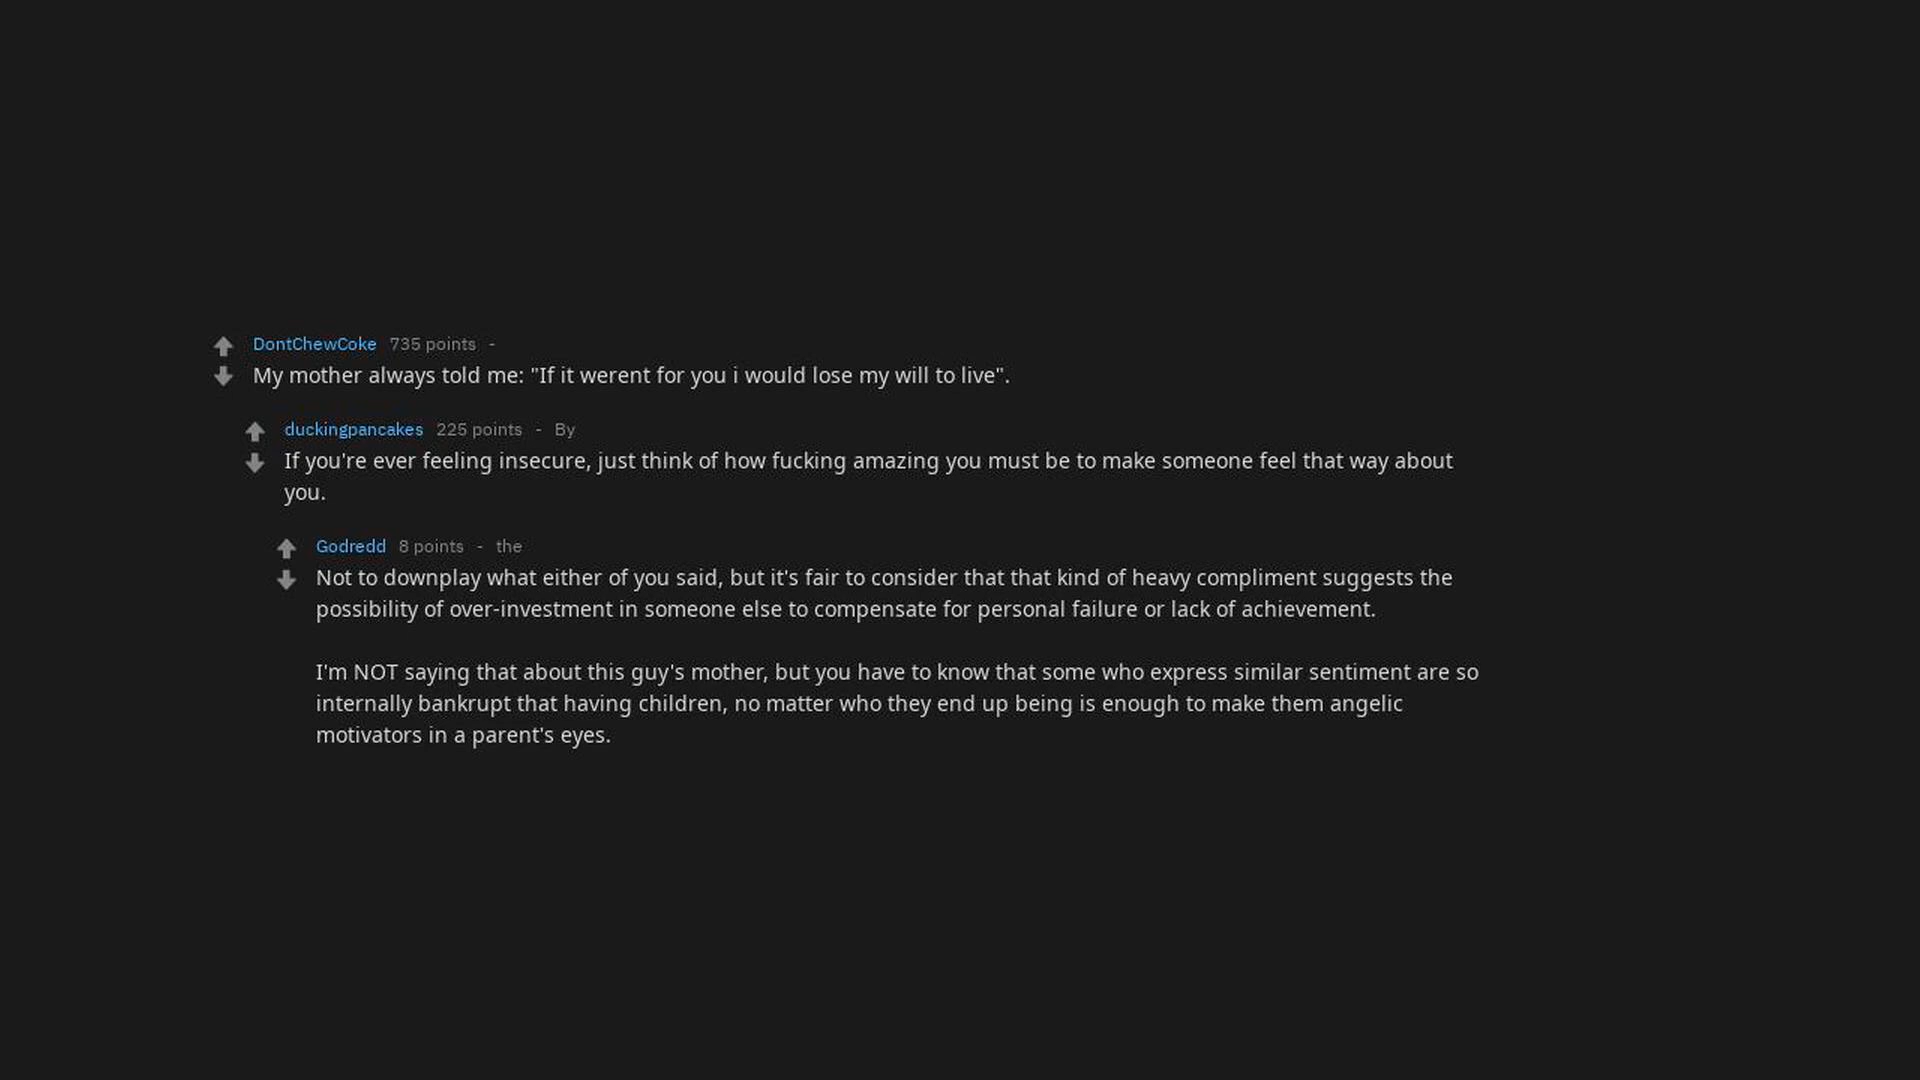 DontChewCoke 735 points -
My mother always told me: "If it werent for you i would lose my will to live".
duckingpancakes 225 points - By
If you're ever feeling insecure, just think of how fucking amazing you must be to make someone feel that way about
you.
Godredd 8 points - the
Not to downplay what either of you said, but it's fair to consider that that kind of heavy compliment suggests the
possibility of over-investment in someone else to compensate for personal failure or lack of achievement.
I'm NOT saying that about this guy's mother, but you have to know that some who express similar sentiment are so
internally bankrupt that having children, no matter who they end up being is enough to make them angelic
motivators in a parent's eyes.